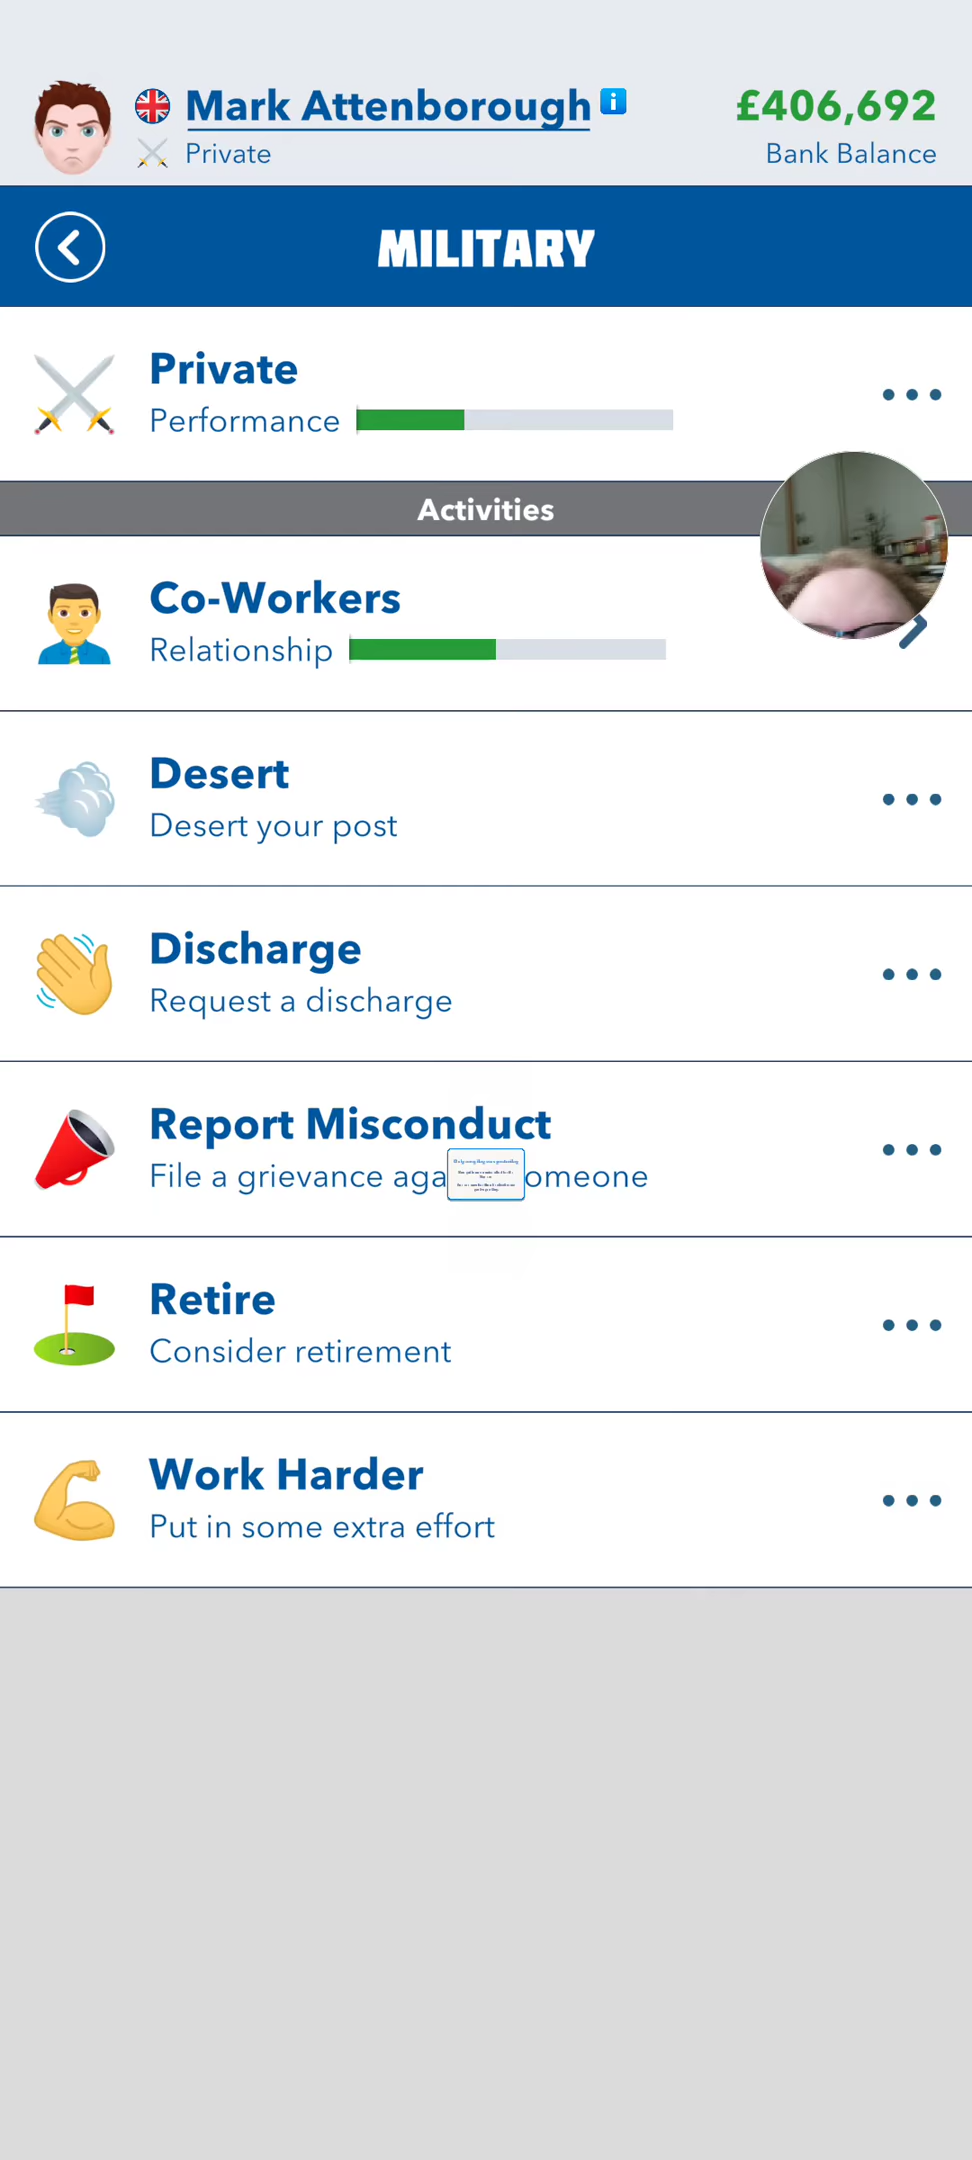 Mark Attenborough
£406,692
Private
Bank Balance
MILITARY
Private
Performance
Activities
Co-Workers
Relationship
Desert
Desert your post
Discharge
Request a discharge
Report Misconduct
File a grievance aga omeone
Retire
Consider retirement
Work Harder
Put in some extra effort